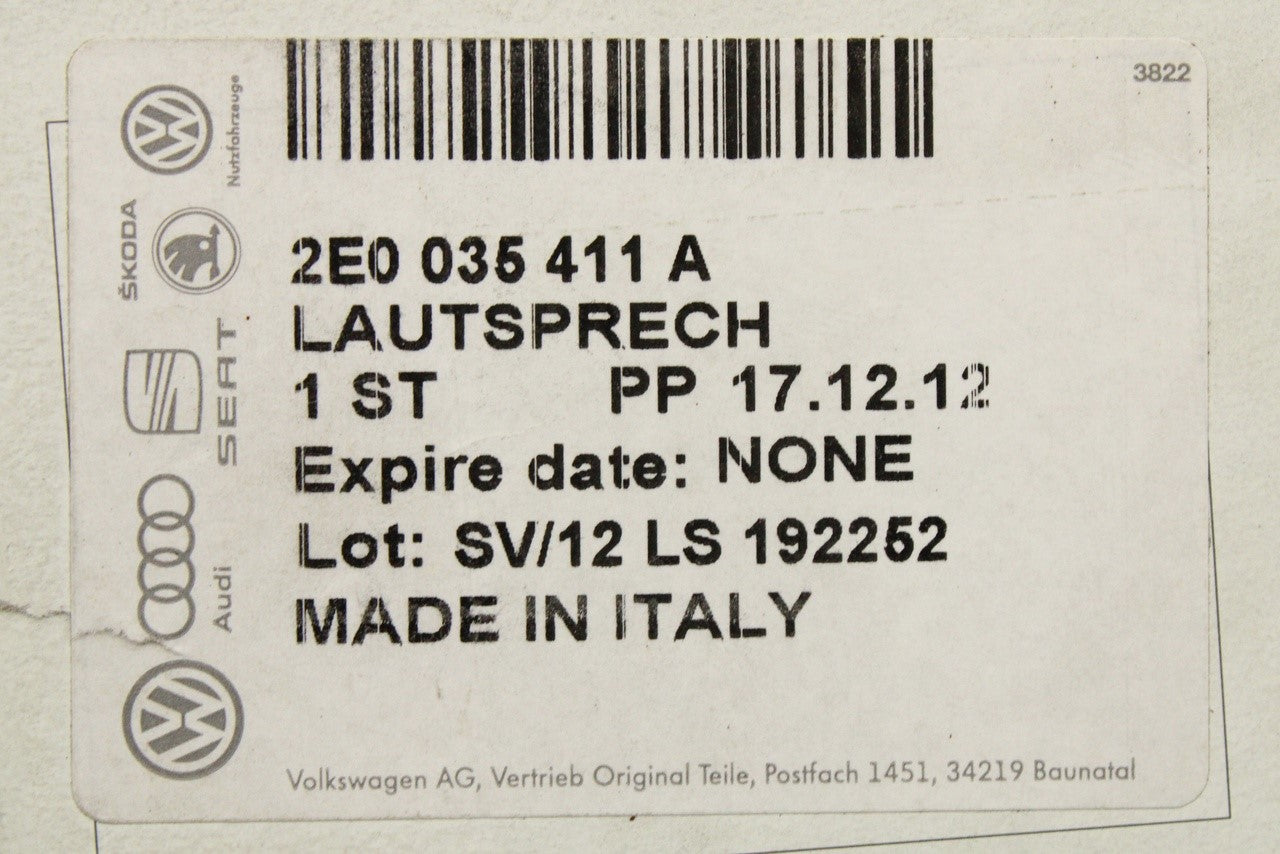 3822
Nutzfahrzeuge
ŠKODA
SEAT
Audi
2E0 035 411 A
LAUTSPRECH
1 ST PP 17.12.12
Expire date: NONE
Lot: SV/12 LS 192252
MADE IN ITALY
Volkswagen AG, Vertrieb Original Teile, Postfach 1451, 34219 Baunatal